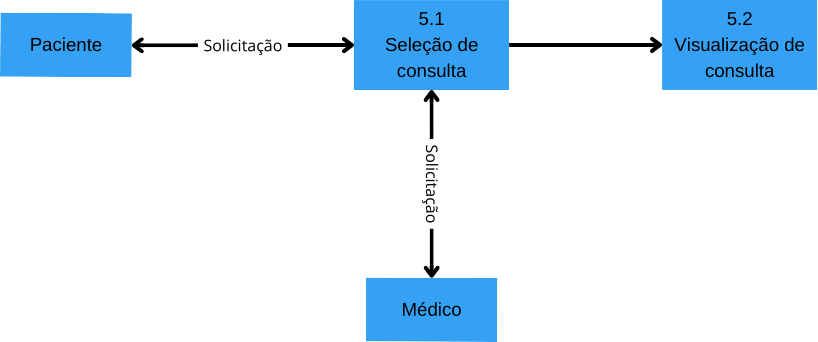 Paciente
Solicitação
5.1
Seleção de
consulta
5.2
Visualização de
consulta
Solicitação
Médico